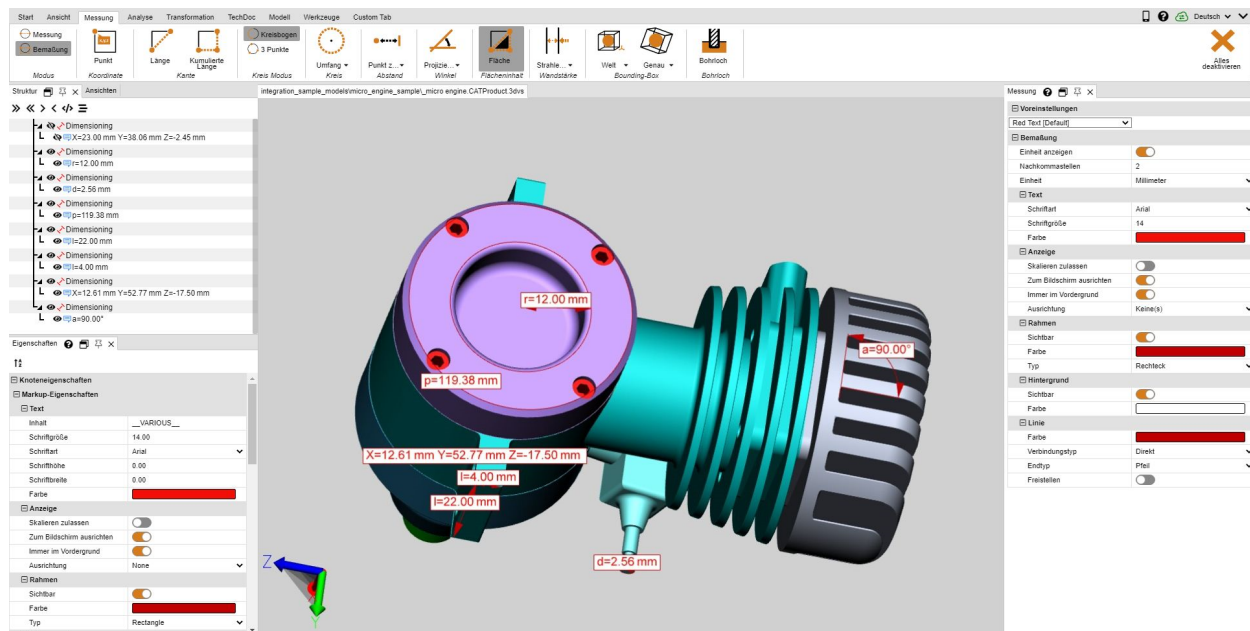 Start Ansicht Messung Analyse Transformation TechDoc Modell Werkzeuge Custom Tab
Deutsch
Messung
Bemaßung
Modus
Punkt
Koordinate
Länge
Kumulierte
Länge
Kante
Kreisbogen
3 Punkte
Kreis Modus
Umfang
Kreis
Punkt z...
Abstand
Projizie...
Winkel
Fläche
Flächeninhalt
Strahle...
Wandstärke
Welt
Genau
Bounding-Box
Bohrloch
Bohrloch
Alles
deaktivieren
Struktur
Ansichten
Dimensioning
X=23.00 mm Y=38.06 mm Z=-2.45 mm
Dimensioning
r=12.00 mm
Dimensioning
d=2.56 mm
Dimensioning
p=119.38 mm
Dimensioning
l=22.00 mm
Dimensioning
l=4.00 mm
Dimensioning
X=12.61 mm Y=52.77 mm Z=-17.50 mm
Dimensioning
a=90.00°
Eigenschaften
Knoteneigenschaften
Markup-Eigenschaften
Text
Inhalt __VARIOUS__
Schriftgröße 14.00
Schriftart Arial
Schrifthöhe 0.00
Schriftbreite 0.00
Farbe
Anzeige
Skalieren zulassen
Zum Bildschirm ausrichten
Immer im Vordergrund
Ausrichtung None
Rahmen
Sichtbar
Farbe
Typ Rectangle
integration_sample_models\micro_engine_sample\_micro engine.CATProduct.3dvs
r=12.00 mm
a=90.00°
p=119.38 mm
X=12.61 mm Y=52.77 mm Z=-17.50 mm
l=4.00 mm
l=22.00 mm
d=2.56 mm
Z
Y
Messung
Voreinstellungen
Red Text [Default]
Bemaßung
Einheit anzeigen
Nachkommastellen 2
Einheit Millimeter
Text
Schriftart Arial
Schriftgröße 14
Farbe
Anzeige
Skalieren zulassen
Zum Bildschirm ausrichten
Immer im Vordergrund
Ausrichtung Keine(s)
Rahmen
Sichtbar
Farbe
Typ Rechteck
Hintergrund
Sichtbar
Farbe
Linie
Farbe
Verbindungstyp Direkt
Endtyp Pfeil
Freistellen